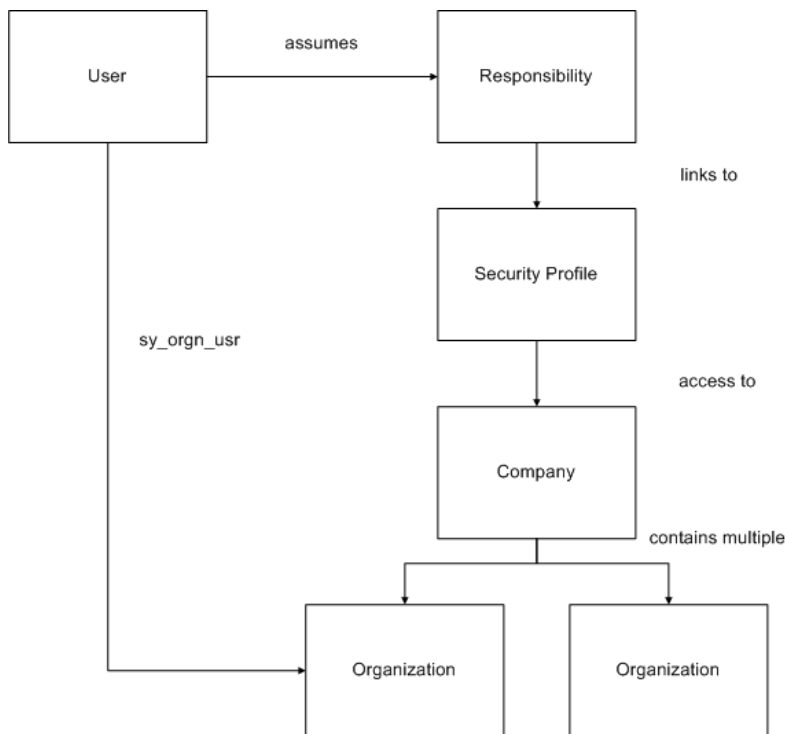 assumes
User
Responsibility
links to
Security Profile
sy_orgn_usr
access to
Company
contains multiple
Organization
Organization